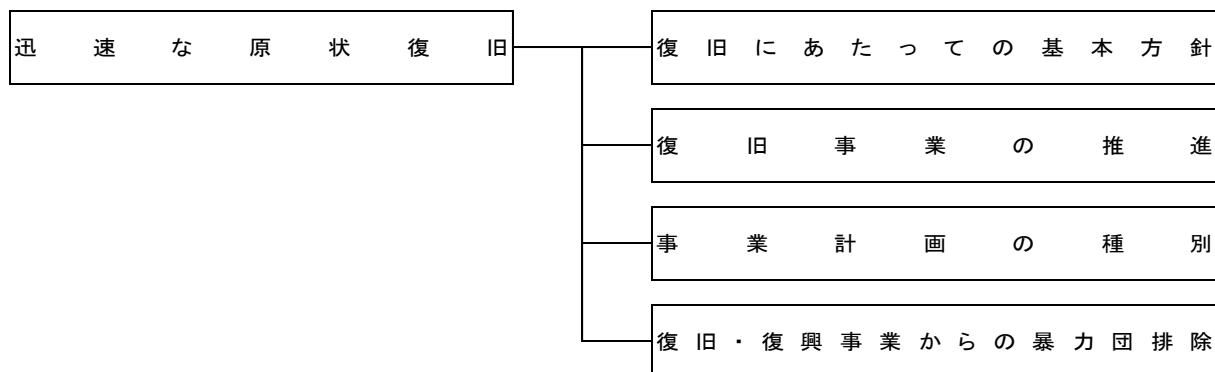 迅速な原状復旧
復旧にあたっての基本方針
復旧事業の推進
事業計画の種別
復旧・復興事業からの暴力団排除